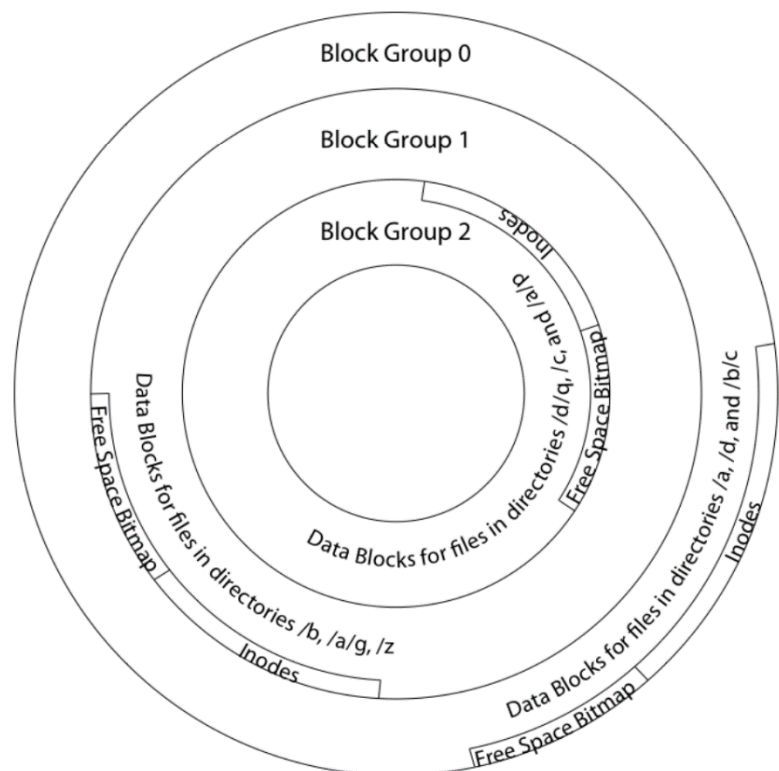 Block Group 0
Block Group 1
Block Group 2
Inodes
Free Space Bitmap
Data Blocks for files in directories /d/q, /c, and /a/p
Free Space Bitmap
Inodes
Data Blocks for files in directories /b, /a/g, /z
Inodes
Free Space Bitmap
Data Blocks for files in directories /a, /d, and /b/c